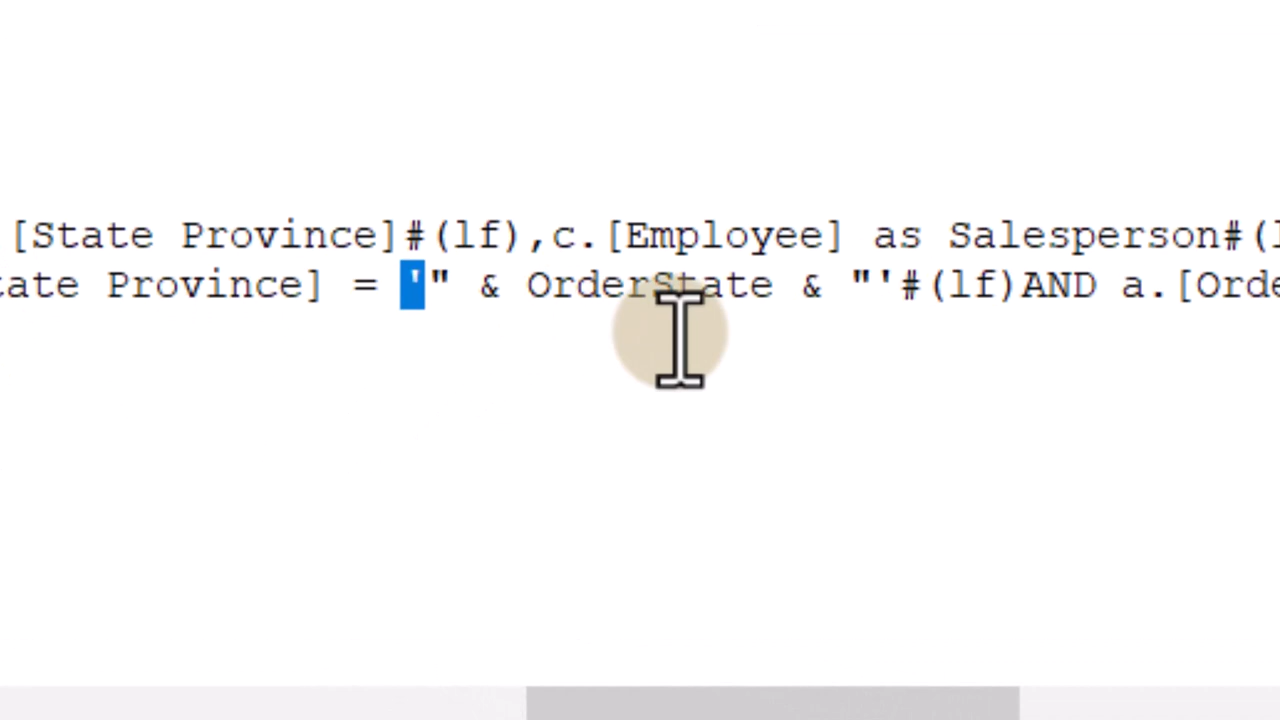 [State Province]#(lf),c.[Employee] as Salesperson#(l
tate Province] = '" & OrderState & "'#(lf)AND a.[Orde